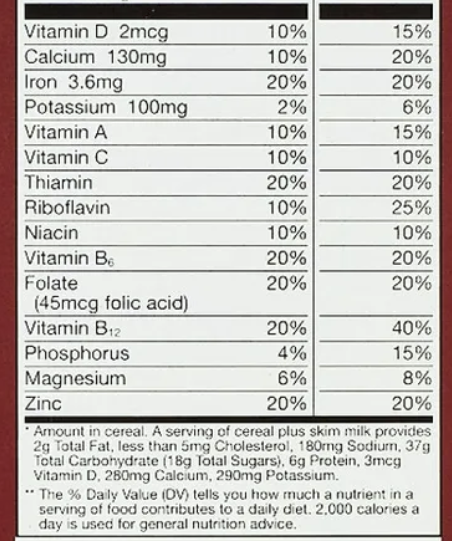 Vitamin D 2mcg 10% 15%
Calcium 130mg 10% 20%
Iron 3.6mg 20% 20%
Potassium 100mg 2% 6%
Vitamin A 10% 15%
Vitamin C 10% 10%
Thiamin 20% 20%
Riboflavin 10% 25%
Niacin 10% 10%
Vitamin B₆ 20% 20%
Folate 20% 20%
(45mcg folic acid)
Vitamin B₁₂ 20% 40%
Phosphorus 4% 15%
Magnesium 6% 8%
Zinc 20% 20%
* Amount in cereal. A serving of cereal plus skim milk provides
2g Total Fat, less than 5mg Cholesterol, 180mg Sodium, 37g
Total Carbohydrate (18g Total Sugars), 6g Protein, 3mcg
Vitamin D, 280mg Calcium, 290mg Potassium.
** The % Daily Value (DV) tells you how much a nutrient in a
serving of food contributes to a daily diet. 2,000 calories a
day is used for general nutrition advice.